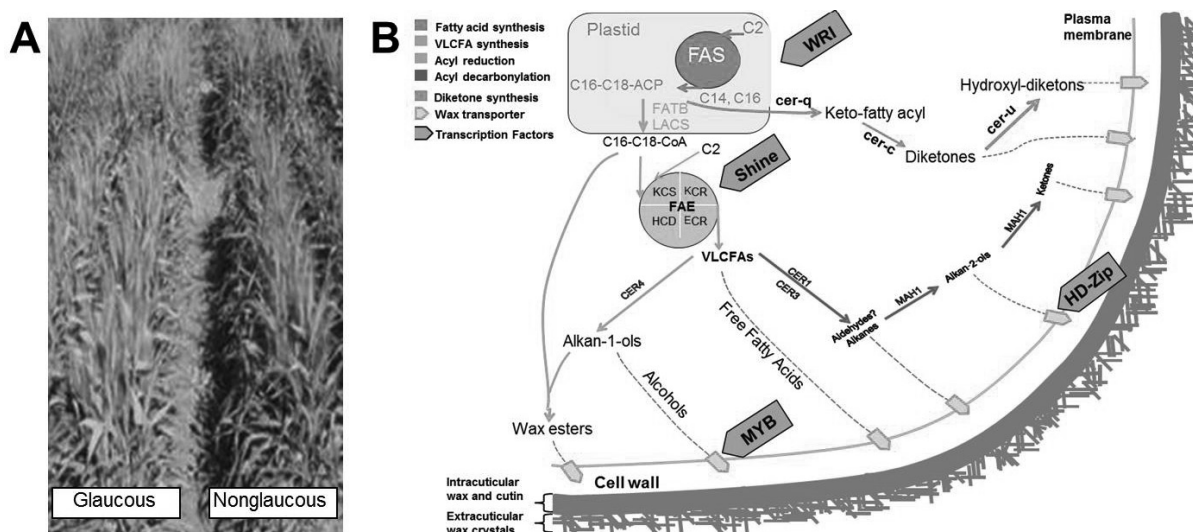 A
Glaucous
Nonglaucous
B
Fatty acid synthesis
VLCFA synthesis
Acyl reduction
Acyl decarbonylation
Diketone synthesis
Wax transporter
Transcription Factors
Plastid
C2
FAS
WRI
C16-C18-ACP
C14, C16
FATB
LACS
cer-q
Keto-fatty acyl
cer-c
Diketones
cer-u
Hydroxyl-diketons
Plasma
membrane
C16-C18-CoA
C2
Shine
KCS
KCR
FAE
HCD
ECR
VLCFAs
CER4
CER1
CER3
Aldehydes?
Alkanes
MAH1
Alkan-2-ols
MAH1
Ketones
HD-Zip
Alkan-1-ols
Alcohols
Free Fatty Acids
MYB
Wax esters
Cell wall
Intracuticular
wax and cutin
Extracuticular
wax crystals